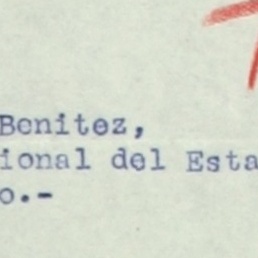 Benitez,
ional del Esta
o.-